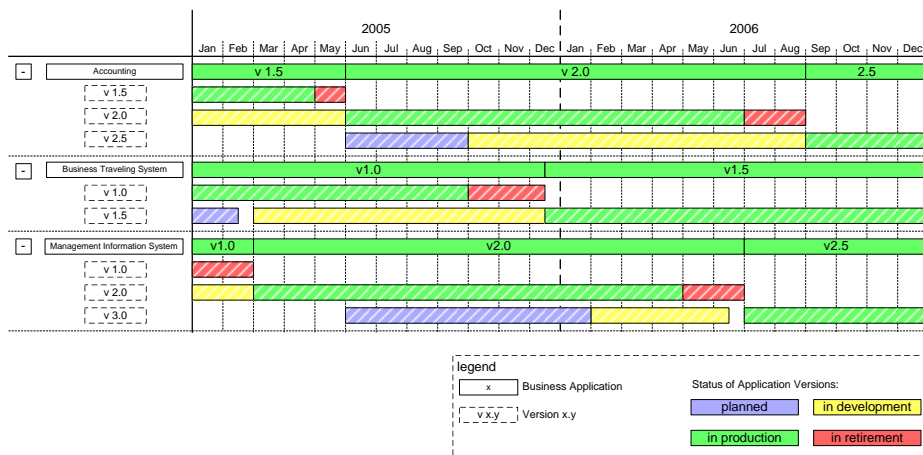 2005 2006
Jan Feb Mar Apr May Jun Jul Aug Sep Oct Nov Dec Jan Feb Mar Apr May Jun Jul Aug Sep Oct Nov Dec
- Accounting v 1.5 v 2.0 2.5
v 1.5
v 2.0
v 2.5
- Business Traveling System v1.0 v1.5
v 1.0
v 1.5
- Management Information System v1.0 v2.0 v2.5
v 1.0
v 2.0
v 3.0
legend
x Business Application Status of Application Versions:
v x.y Version x.y planned in development
in production in retirement